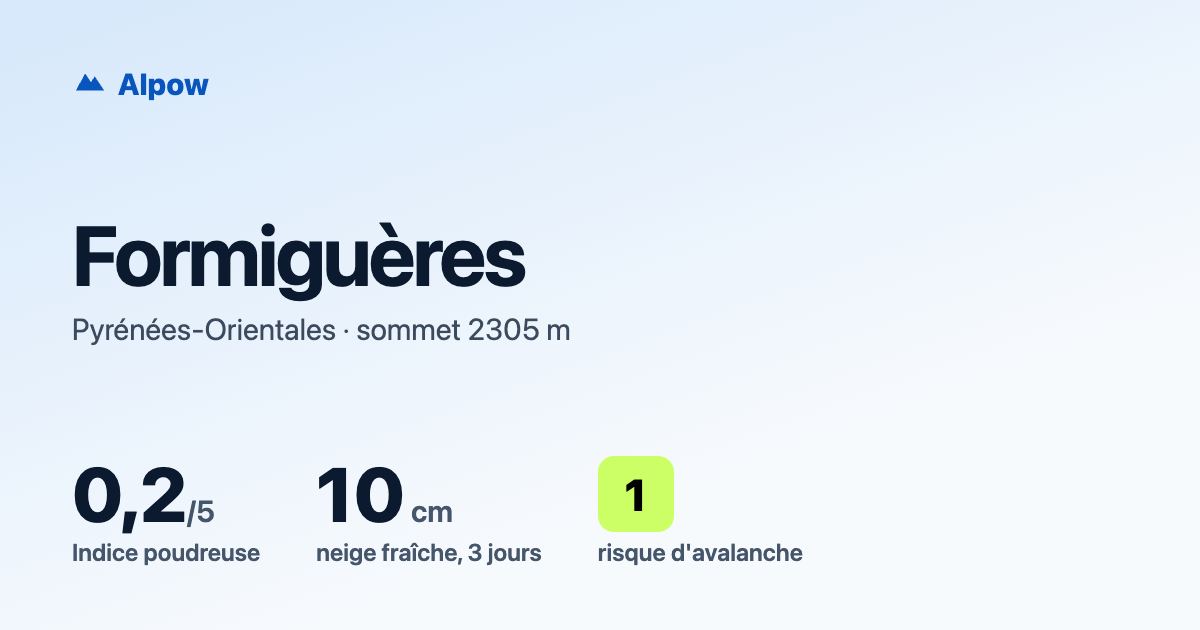 Alpow
Formiguères
Pyrénées-Orientales · sommet 2305 m
0,2/5 10 cm 1
Indice poudreuse neige fraîche, 3 jours risque d'avalanche